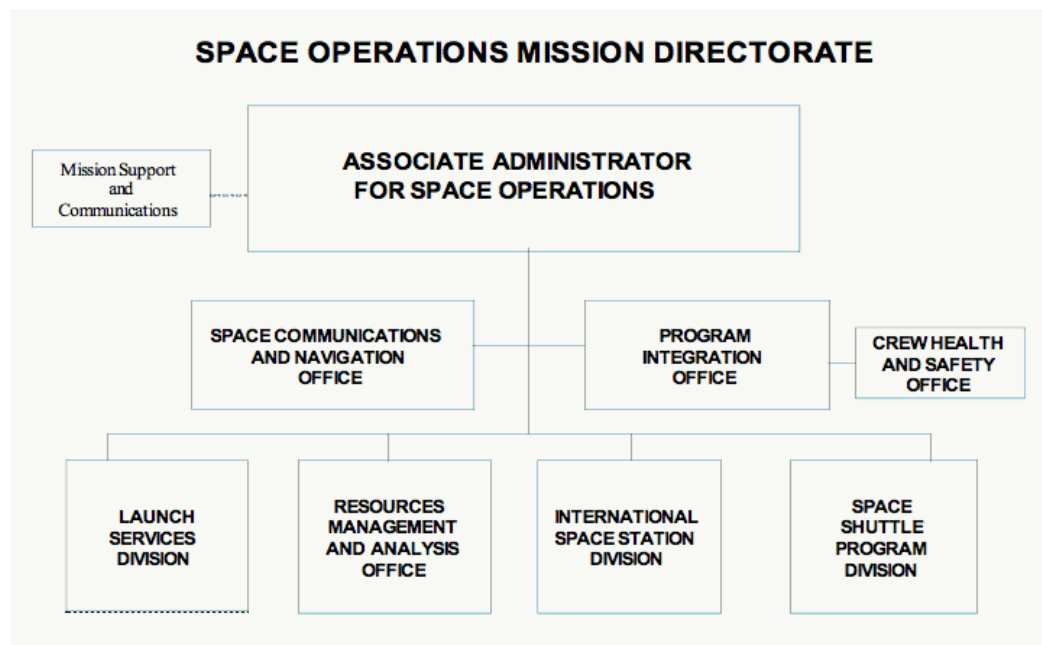 SPACE OPERATIONS MISSION DIRECTORATE
ASSOCIATE ADMINISTRATOR
FOR SPACE OPERATIONS
Mission Support
and
Communications
SPACE COMMUNICATIONS
AND NAVIGATION
OFFICE
PROGRAM
INTEGRATION
OFFICE
CREW HEALTH
AND SAFETY
OFFICE
LAUNCH
SERVICES
DIVISION
RESOURCES
MANAGEMENT
AND ANALYSIS
OFFICE
INTERNATIONAL
SPACE STATION
DIVISION
SPACE
SHUTTLE
PROGRAM
DIVISION